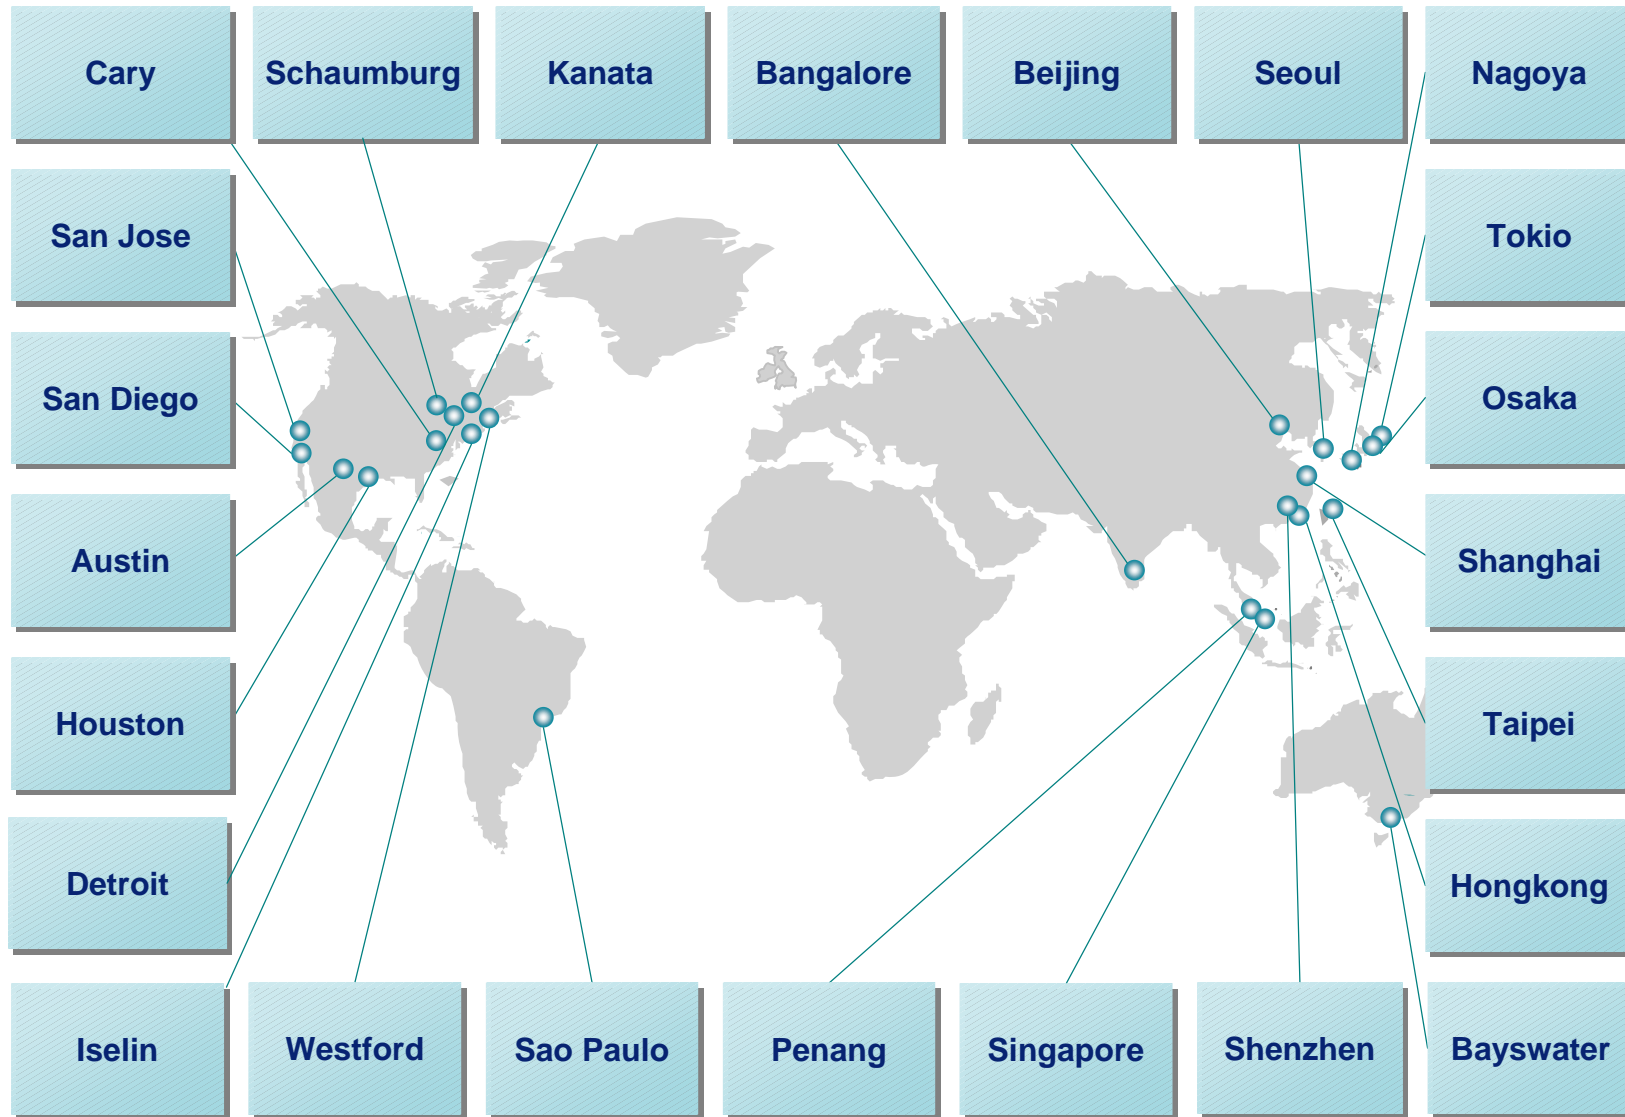 Cary
Schaumburg
Kanata
Bangalore
Beijing
Seoul
Nagoya
San Jose
Tokio
San Diego
Osaka
Austin
Shanghai
Houston
Taipei
Detroit
Hongkong
Iselin
Westford
Sao Paulo
Penang
Singapore
Shenzhen
Bayswater